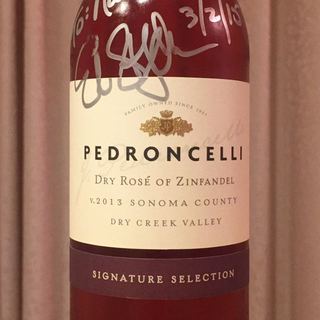 3/2/15
FAMILY OWNED SINCE 1927
PEDRONCELLI
DRY ROSÉ OF ZINFANDEL
V.2013 SONOMA COUNTY
DRY CREEK VALLEY
SIGNATURE SELECTION